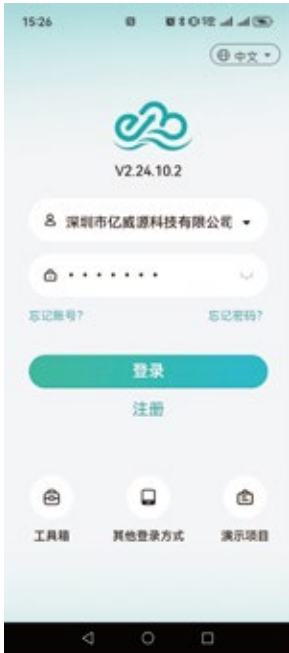 15:26
中文
V2.24.10.2
深圳市亿威源科技有限公司
忘记账号? 忘记密码?
登录
注册
工具箱 其他登录方式 演示项目